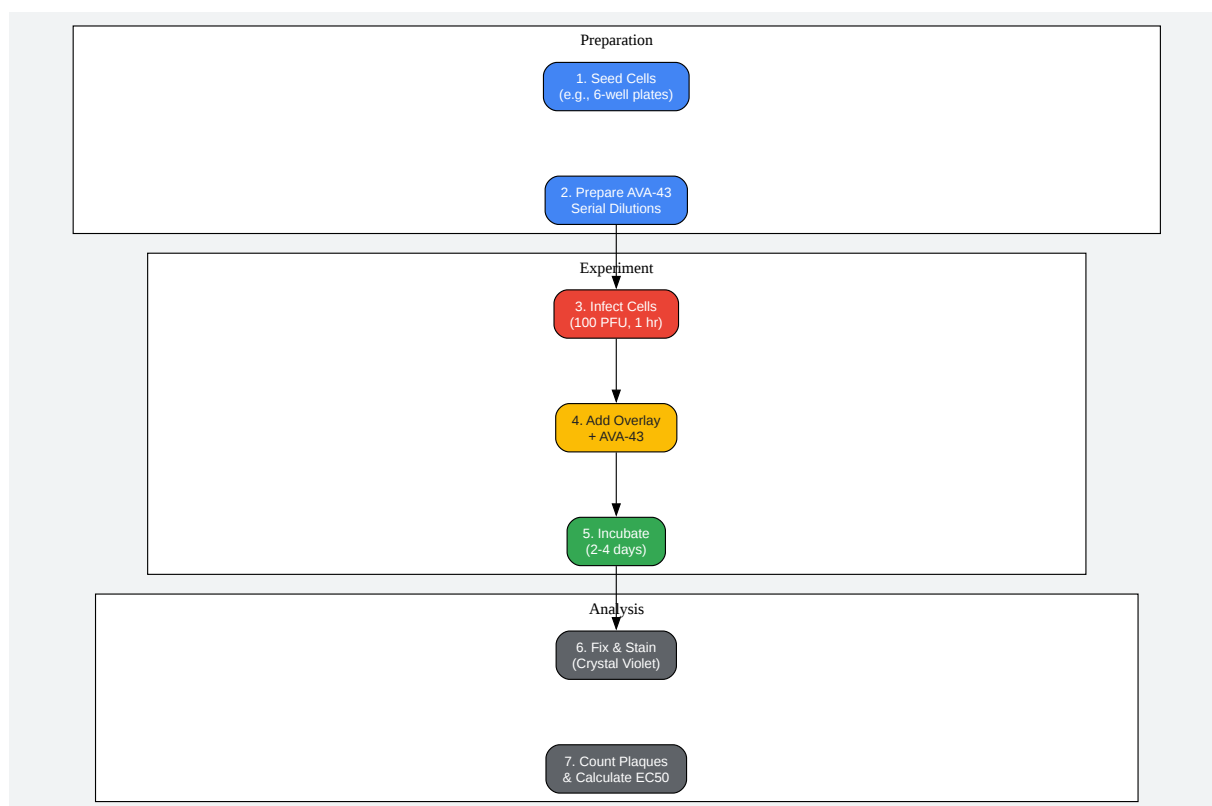 Preparation
1. Seed Cells
(e.g., 6-well plates)
2. Prepare AVA-43
Serial Dilutions
Experiment
3. Infect Cells
(100 PFU, 1 hr)
4. Add Overlay
+ AVA-43
5. Incubate
(2-4 days)
Analysis
6. Fix & Stain
(Crystal Violet)
7. Count Plaques
& Calculate EC50